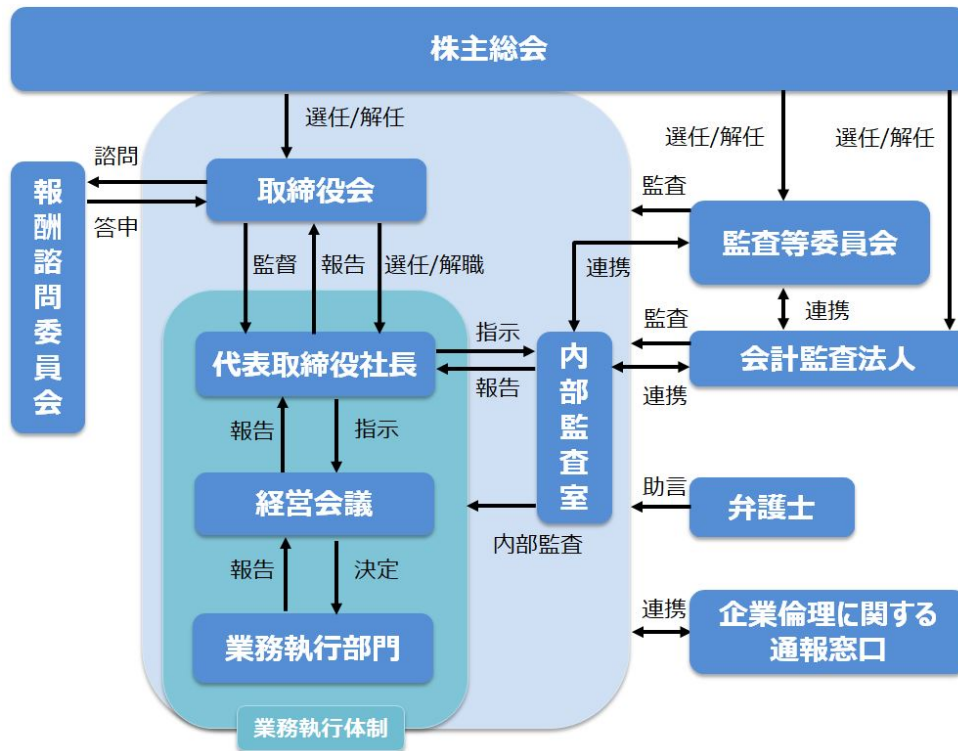 株主総会
選任/解任
選任/解任
選任/解任
諮問
答申
報酬諮問委員会
取締役会
監査
監査等委員会
監督
報告
選任/解職
連携
連携
代表取締役社長
指示
報告
内部監査室
監査
連携
会計監査法人
報告
指示
経営会議
内部監査
助言
弁護士
報告
決定
業務執行部門
連携
企業倫理に関する
通報窓口
業務執行体制